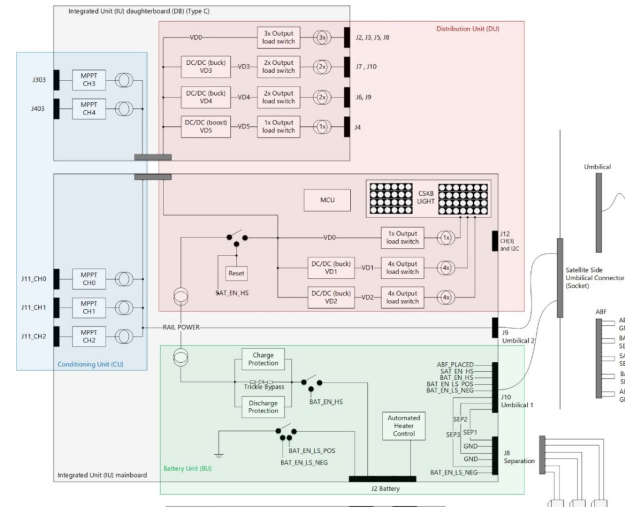 Integrated Unit (IU) daughterboard (DB) (Type C)
Distribution Unit (DU)
VD0
3x Output
load switch
3x
J2, J3, J5, J8
J303
MPPT
CH3
DC/DC (buck)
VD3
VD3
2x Output
load switch
2x
J7 , J10
J403
MPPT
CH4
DC/DC (buck)
VD4
VD4
2x Output
load switch
2x
J6, J9
DC/DC (boost)
VD5
VD5
1x Output
load switch
1x
J4
Umbilical
MCU
CSKB
LIGHT
VD0
1x Output
load switch
1x
J12
CH(3)
and I2C
Reset
SAT_EN_HS
DC/DC (buck)
VD1
VD1
2x Output
load switch
4x
DC/DC (buck)
VD2
VD2
2x Output
load switch
4x
Satellite Side
Umbilical Connector
(Socket)
J11_CH0
MPPT
CH0
J11_CH1
MPPT
CH1
J11_CH2
MPPT
CH2
RAIL POWER
J9
Umbilical 2
ABF
Conditioning Unit (CU)
Charge
Protection
Trickle Bypass
Discharge
Protection
BAT_EN_HS
ABF_PLACED
SAT_EN_HS
BAT_EN_HS
BAT_EN_LS_POS
BAT_EN_LS_NEG
J10
Umbilical 1
Automated
Heater
Control
SEP2
SEP3
SEP1
GND
GND
BAT_EN_LS_NEG
J8
Separation
BAT_EN_LS_POS
BAT_EN_LS_NEG
Battery Unit (BU)
Integrated Unit (IU) mainboard
J2 Battery